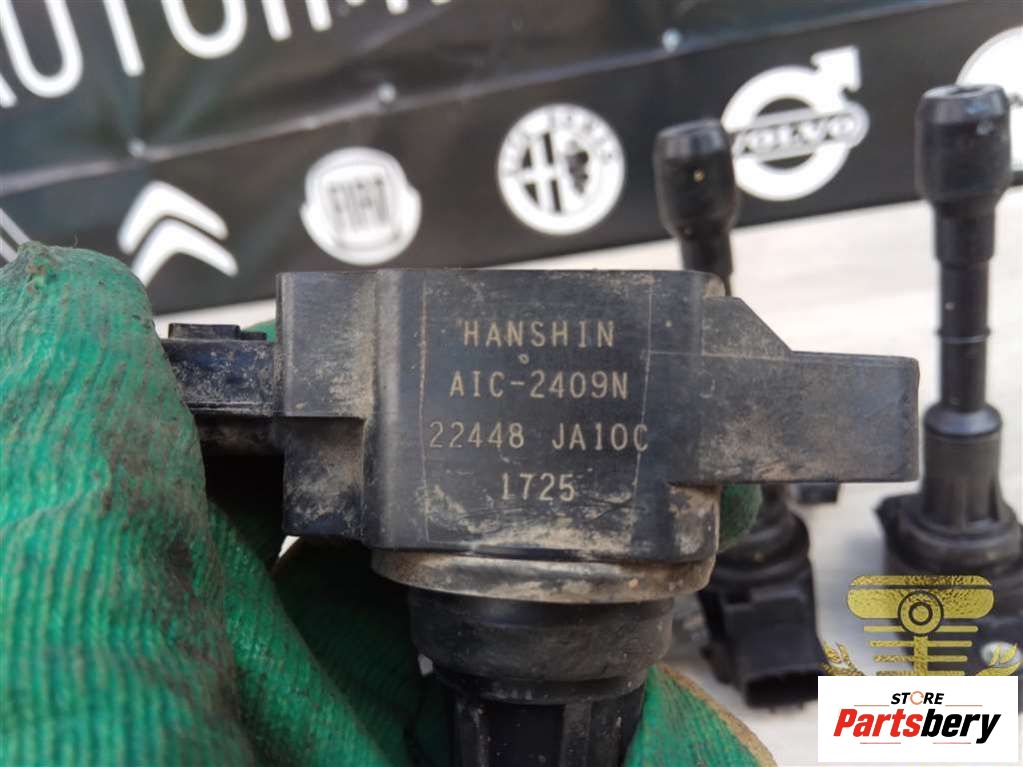 FIAT
VOLVO
HANSHIN
AIC-2409N
22448 JA10C
1725
STORE
Partsbery